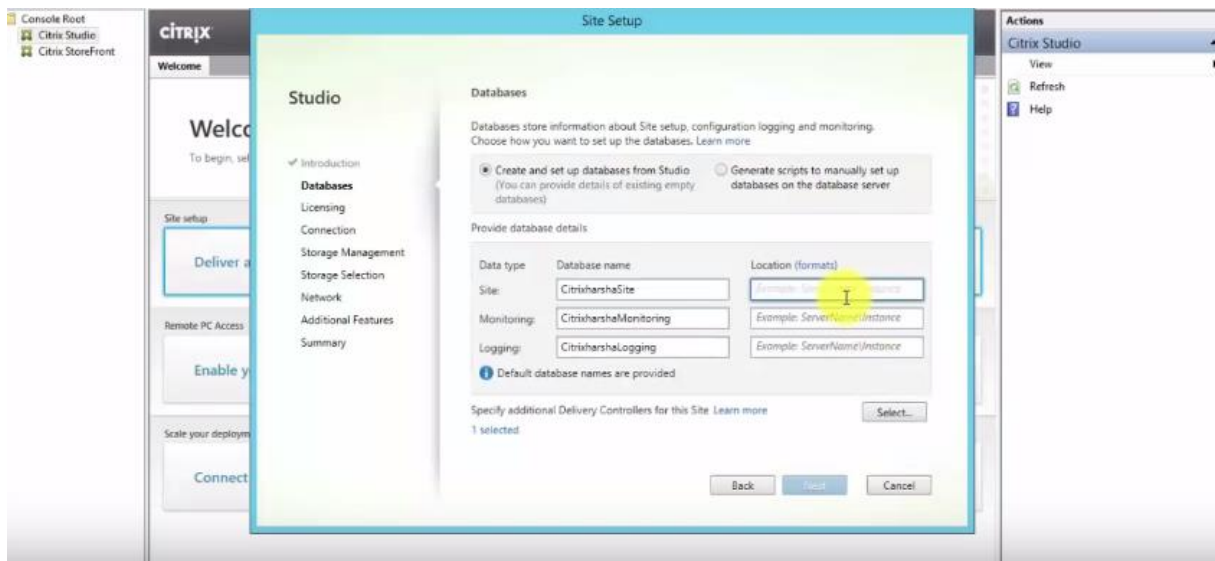 Console Root
Citrix Studio
Citrix StoreFront
CITRIX
Welcome
Welco
To begin, sel
Site setup
Deliver a
Remote PC Access
Enable y
Scale your deploym
Connect
Site Setup
Studio
Introduction
Databases
Licensing
Connection
Storage Management
Storage Selection
Network
Additional Features
Summary
Databases
Databases store information about Site setup, configuration logging and monitoring.
Choose how you want to set up the databases. Learn more
Create and set up databases from Studio
(You can provide details of existing empty
databases)
Generate scripts to manually set up
databases on the database server
Provide database details
Data type Database name Location (formats)
Site: CitrixharshaSite
Monitoring: CitrixharshaMonitoring Example: ServerName\Instance
Logging: CitrixharshaLogging Example: ServerName\Instance
Default database names are provided
Specify additional Delivery Controllers for this Site Learn more
Select...
1 selected
Back Next Cancel
Actions
Citrix Studio
View
Refresh
Help